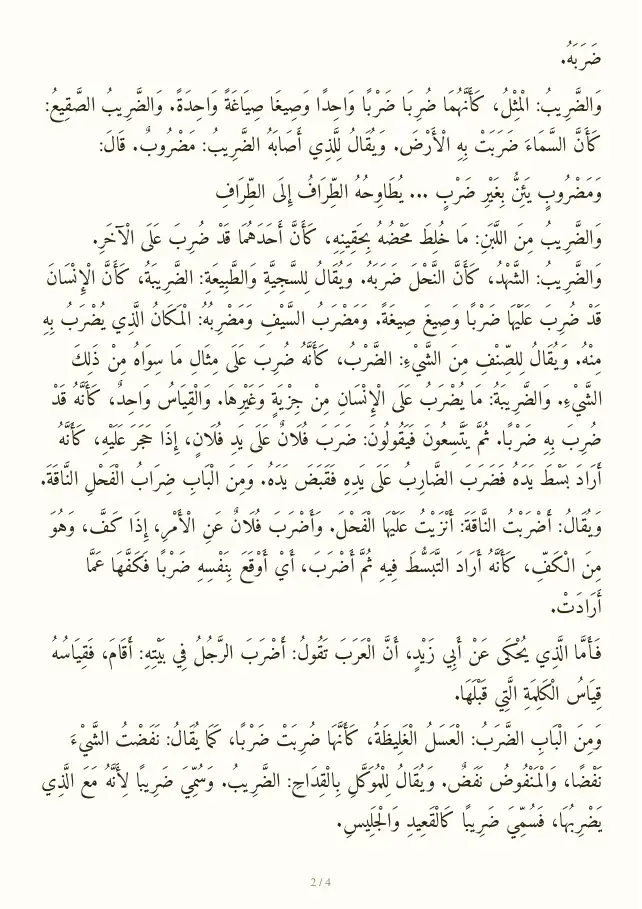 ضَرَبَهُ.
وَالضَّرِيبُ: الْمِثْلُ، كَأَنَّهُمَا ضُرِبَا ضَرْبًا وَاحِدًا وَصِيغَا صِيَاغَةً وَاحِدَةً. وَالضَّرِيبُ الصَّقِيعُ:
كَأَنَّ السَّمَاءَ ضَرَبَتْ بِهِ الْأَرْضَ. وَيُقَالُ لِلَّذِي أَصَابَهُ الضَّرِيبُ: مَضْرُوبٌ. قَالَ:
وَمَضْرُوبٍ يَئِنُّ بِغَيْرِ ضَرْبٍ ... يُطَاوِحُهُ الطِّرَافُ إِلَى الطِّرَافِ
وَالضَّرِيبُ مِنَ اللَّبَنِ: مَا خُلِطَ مَحْضُهُ بِحَقِينِهِ، كَأَنَّ أَحَدَهُمَا قَدْ ضُرِبَ عَلَى الْآخَرِ.
وَالضَّرِيبُ: الشَّهْدُ، كَأَنَّ النَّحْلَ ضَرَبَهُ. وَيُقَالُ لِلسَّجِيَّةِ وَالطَّبِيعَةِ: الضَّرِيبَةُ، كَأَنَّ الْإِنْسَانَ
قَدْ ضُرِبَ عَلَيْهَا ضَرْبًا وَصِيغَ صِيغَةً. وَمَضْرَبُ السَّيْفِ وَمَضْرِبُهُ: الْمَكَانُ الَّذِي يُضْرَبُ بِهِ
مِنْهُ. وَيُقَالُ لِلصِّنْفِ مِنَ الشَّيْءِ: الضَّرْبُ، كَأَنَّهُ ضُرِبَ عَلَى مِثَالِ مَا سِوَاهُ مِنْ ذَلِكَ
الشَّيْءِ. وَالضَّرِيبَةُ: مَا يُضْرَبُ عَلَى الْإِنْسَانِ مِنْ جِزْيَةٍ وَغَيْرِهَا. وَالْقِيَاسُ وَاحِدٌ، كَأَنَّهُ قَدْ
ضُرِبَ بِهِ ضَرْبًا. ثُمَّ يَتَّسِعُونَ فَيَقُولُونَ: ضَرَبَ فُلَانٌ عَلَى يَدِ فُلَانٍ، إِذَا حَجَرَ عَلَيْهِ، كَأَنَّهُ
أَرَادَ بَسْطَ يَدَهُ فَضَرَبَ الضَّارِبُ عَلَى يَدِهِ فَقَبَضَ يَدَهُ. وَمِنَ الْبَابِ ضِرَابُ الْفَحْلِ النَّاقَةَ.
وَيُقَالُ: أَضْرَبْتُ النَّاقَةَ: أَنْزَيْتُ عَلَيْهَا الْفَحْلَ. وَأَضْرَبَ فُلَانٌ عَنِ الْأَمْرِ، إِذَا كَفَّ، وَهُوَ
مِنَ الْكَفِّ، كَأَنَّهُ أَرَادَ التَّبَسُّطَ فِيهِ ثُمَّ أَضْرَبَ، أَيْ أَوْقَعَ بِنَفْسِهِ ضَرْبًا فَكَفَّهَا عَمَّا
أَرَادَتْ.
فَأَمَّا الَّذِي يُحْكَى عَنْ أَبِي زَيْدٍ، أَنَّ الْعَرَبَ تَقُولُ: أَضْرَبَ الرَّجُلُ فِي بَيْتِهِ: أَقَامَ، فَقِيَاسُهُ
قِيَاسُ الْكَلِمَةِ الَّتِي قَبْلَهَا.
وَمِنَ الْبَابِ الضَّرَبُ: الْعَسَلُ الْغَلِيظَةُ، كَأَنَّهَا ضُرِبَتْ ضَرْبًا، كَمَا يُقَالُ: نَفَضْتُ الشَّيْءَ
نَفْضًا، وَالْمَنْفُوضُ نَفَضٌ. وَيُقَالُ لِلْمُوَكَّلِ بِالْقِدَاحِ: الضَّرِيبُ. وَسُمِّيَ ضَرِيبًا لِأَنَّهُ مَعَ الَّذِي
يَضْرِبُهَا، فَسُمِّيَ ضَرِيبًا كَالْقَعِيدِ وَالْجَلِيسِ.
2 / 4